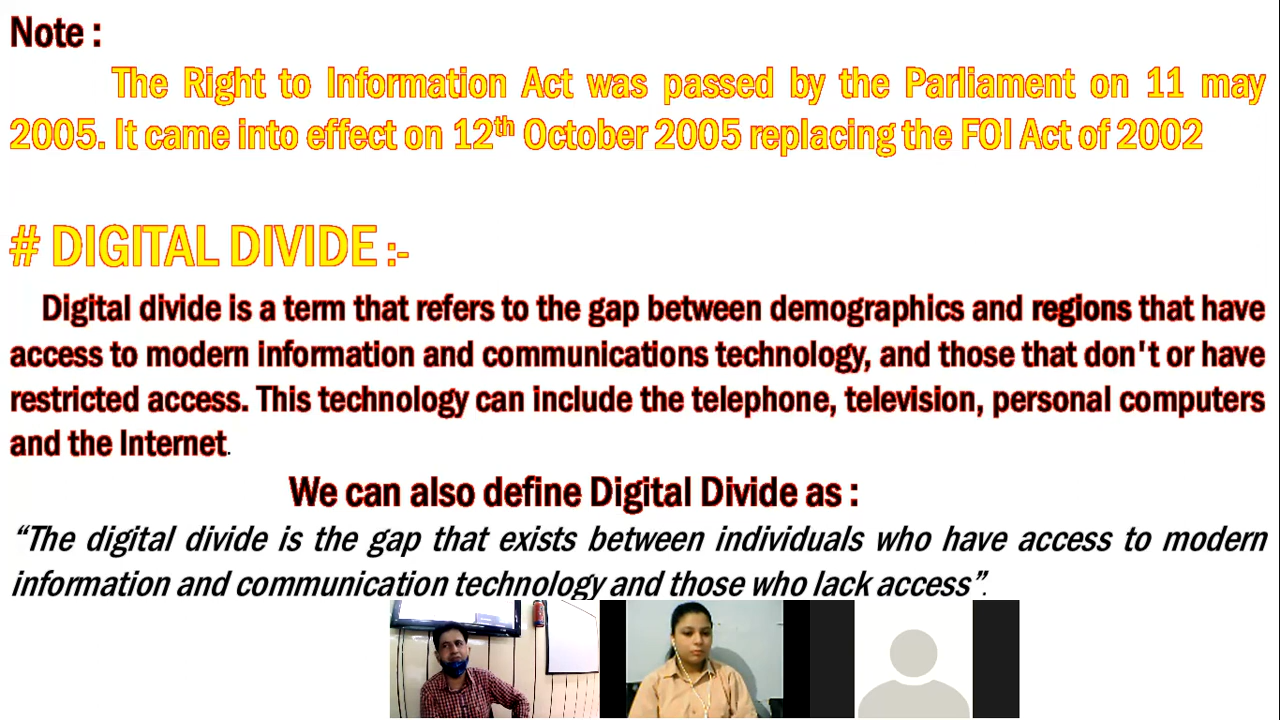 Note :
The Right to Information Act was passed by the Parliament on 11 may
2005. It came into effect on 12th October 2005 replacing the FOI Act of 2002
# DIGITAL DIVIDE :-
Digital divide is a term that refers to the gap between demographics and regions that have
access to modern information and communications technology, and those that don't or have
restricted access. This technology can include the telephone, television, personal computers
and the Internet.
We can also define Digital Divide as :
“The digital divide is the gap that exists between individuals who have access to modern
information and communication technology and those who lack access”.